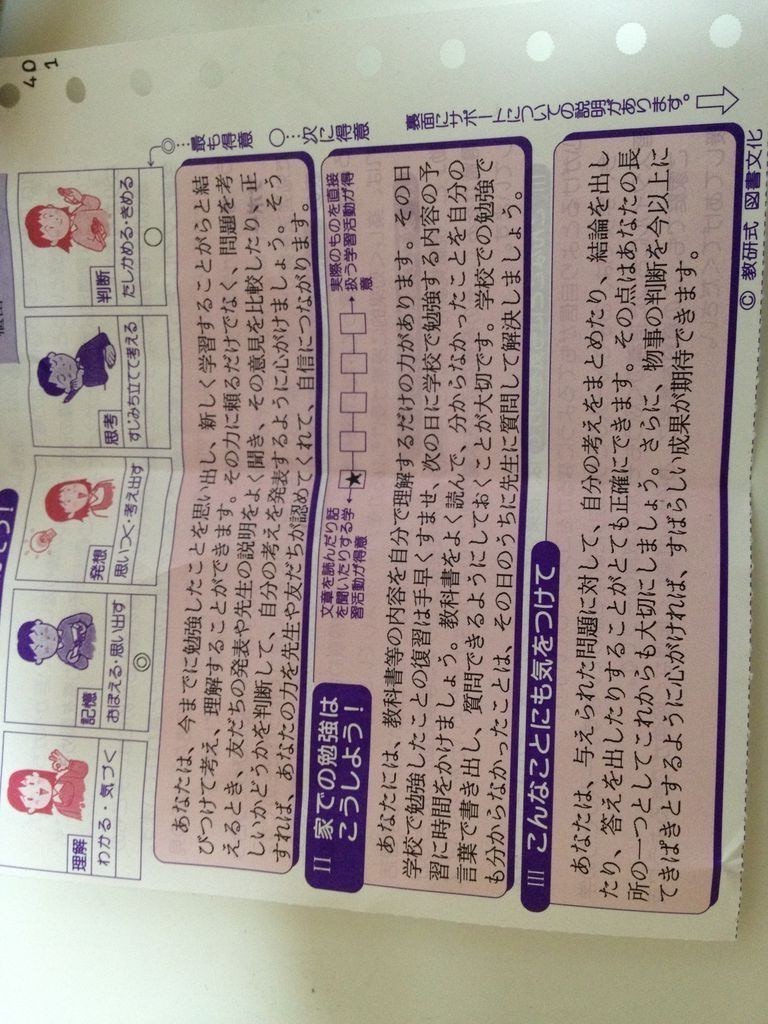 40
1
てつ!
理解
わかる・気づく
記憶
おぼえる・思い出す
◎
発想
思いつく・考え出す
思考
すじみち立てて考える
判断
たしかめる・きめる
○
◎…最も得意
○…次に得意
あなたは、今までに勉強したことを思い出し、新しく学習することがらと結
びつけて考え、理解することができます。その力に頼るだけでなく、問題を考
えるとき、友だちの発表や先生の説明をよく聞き、その意見を比較したり、正
しいかどうかを判断して、自分の考えを発表するように心がけましょう。そう
すれば、あなたの力を先生や友だちが認めてくれて、自信につながります。
II 家での勉強は
こうしよう!
文章を読んだり話
を聞いたりする学
習活動が得意
★
実際のものを直接
扱う学習活動が得
意
あなたには、教科書等の内容を自分で理解するだけの力があります。その日
学校で勉強したことの復習は手早くすませ、次の日に学校で勉強する内容の予
習に時間をかけましょう。教科書をよく読んで、分からなかったことを自分の
言葉で書き出し、質問できるようにしておくことが大切です。学校での勉強で
も分からなかったことは、その日のうちに先生に質問して解決しましょう。
裏面にサポートについての説明があります。
III こんなことにも気をつけて
あなたは、与えられた問題に対して、自分の考えをまとめたり、結論を出し
たり、答えを出したりすることがとても正確にできます。その点はあなたの長
所の一つとしてこれからも大切にしましょう。さらに、物事の判断を今以上に
てきぱきとするように心がければ、すばらしい成果が期待できます。
© 教研式 図書文化